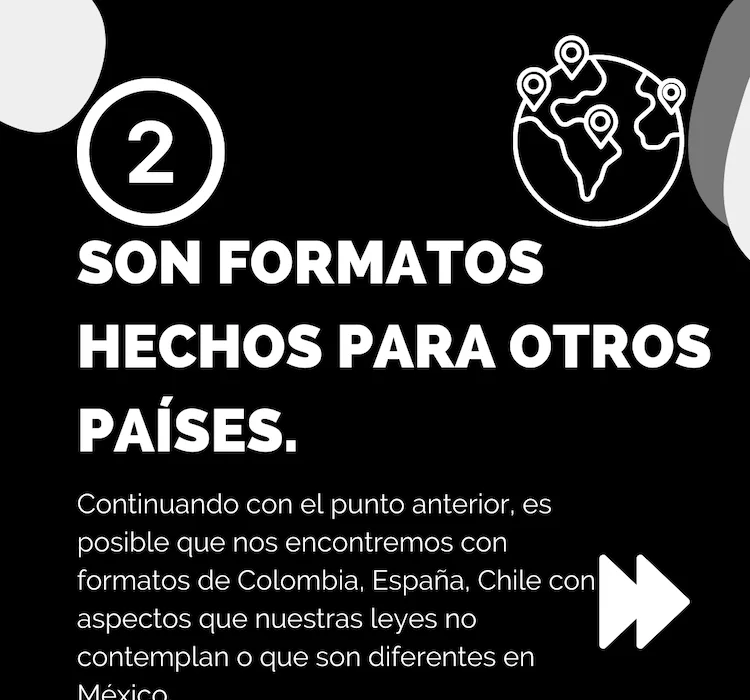 2
SON FORMATOS
HECHOS PARA OTROS
PAÍSES.
Continuando con el punto anterior, es
posible que nos encontremos con
formatos de Colombia, España, Chile con
aspectos que nuestras leyes no
contemplan o que son diferentes en
México.